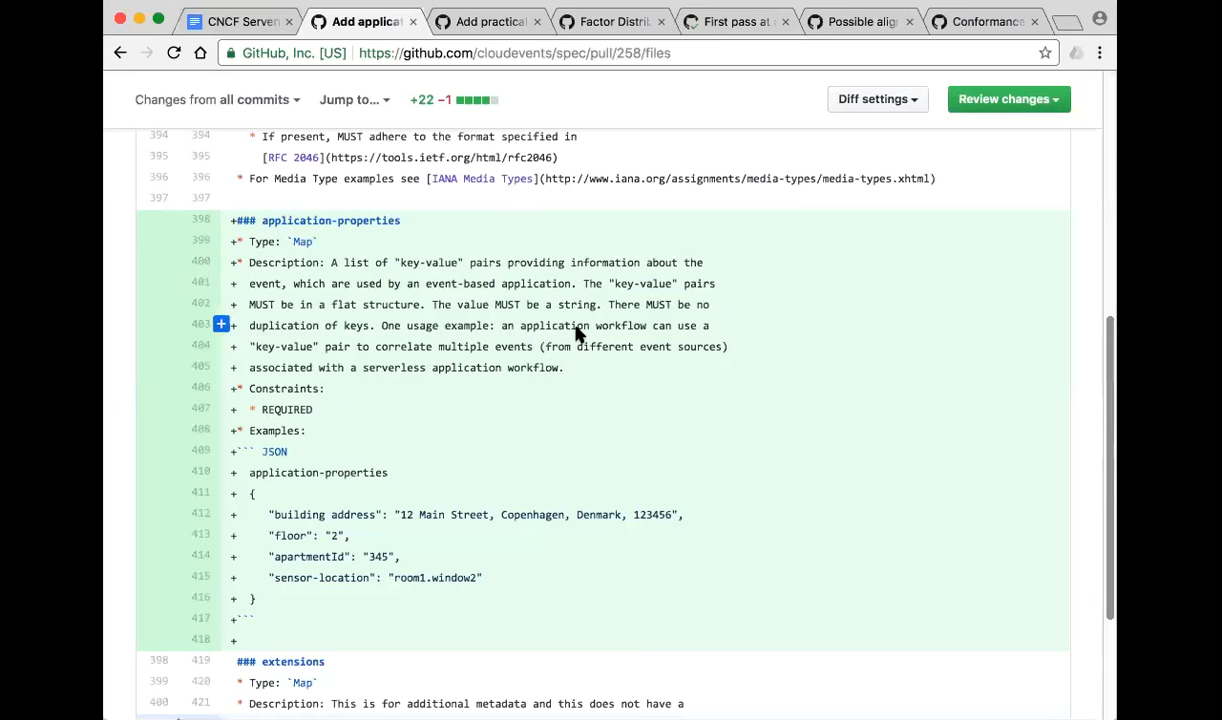 CNCF Server
Add applicat
Add practical
Factor Distrib
First pass at
Possible align
Conformance
GitHub, Inc. [US] https://github.com/cloudevents/spec/pull/258/files
Changes from all commits Jump to... +22 −1 Diff settings Review changes
394 394 * If present, MUST adhere to the format specified in
395 395 [RFC 2046](https://tools.ietf.org/html/rfc2046)
396 396 * For Media Type examples see [IANA Media Types](http://www.iana.org/assignments/media-types/media-types.xhtml)
397 397
398 +### application-properties
399 +* Type: `Map`
400 +* Description: A list of "key-value" pairs providing information about the
401 + event, which are used by an event-based application. The "key-value" pairs
402 + MUST be in a flat structure. The value MUST be a string. There MUST be no
403 + duplication of keys. One usage example: an application workflow can use a
404 + "key-value" pair to correlate multiple events (from different event sources)
405 + associated with a serverless application workflow.
406 +* Constraints:
407 + * REQUIRED
408 +* Examples:
409 +``` JSON
410 + application-properties
411 + {
412 + "building address": "12 Main Street, Copenhagen, Denmark, 123456",
413 + "floor": "2",
414 + "apartmentId": "345",
415 + "sensor-location": "room1.window2"
416 + }
417 +```
418 +
398 419 ### extensions
399 420 * Type: `Map`
400 421 * Description: This is for additional metadata and this does not have a